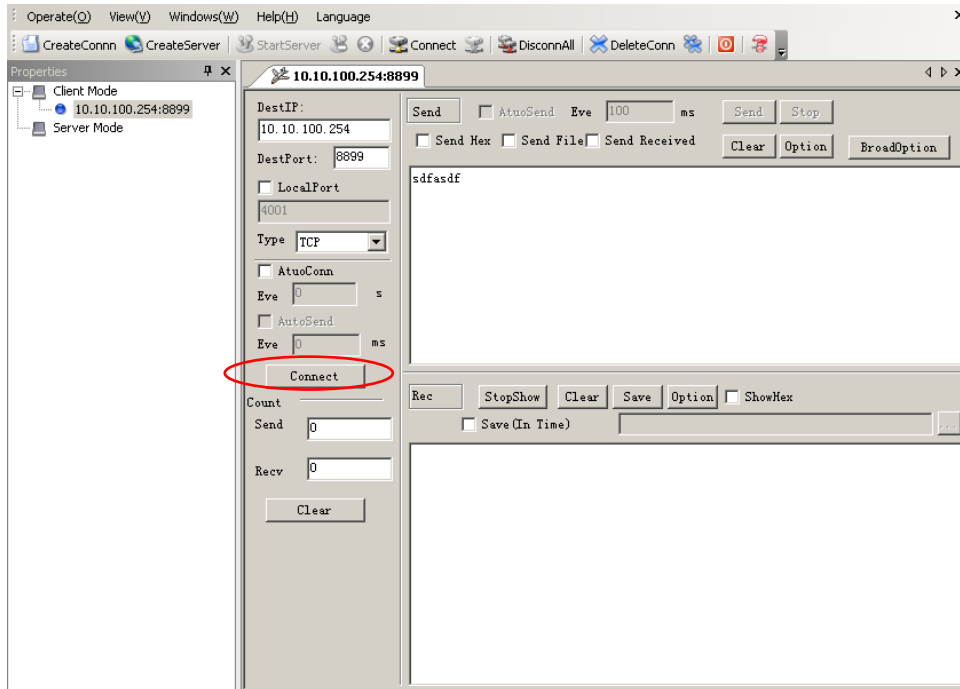 Operate(O) View(V) Windows(W) Help(H) Language
CreateConnn CreateServer StartServer Connect DisconnAll DeleteConn
Properties
Client Mode
10.10.100.254:8899
Server Mode
10.10.100.254:8899
DestIP:
10. 10. 100. 254
DestPort: 8899
LocalPort
4001
Type TCP
AtuoConn
Eve 0 s
AutoSend
Eve 0 ms
Connect
Count
Send 0
Recv 0
Clear
Send AtuoSend Eve 100 ms Send Stop
Send Hex Send File Send Received Clear Option BroadOption
sdfasdf
Rec StopShow Clear Save Option ShowHex
Save(In Time) ...